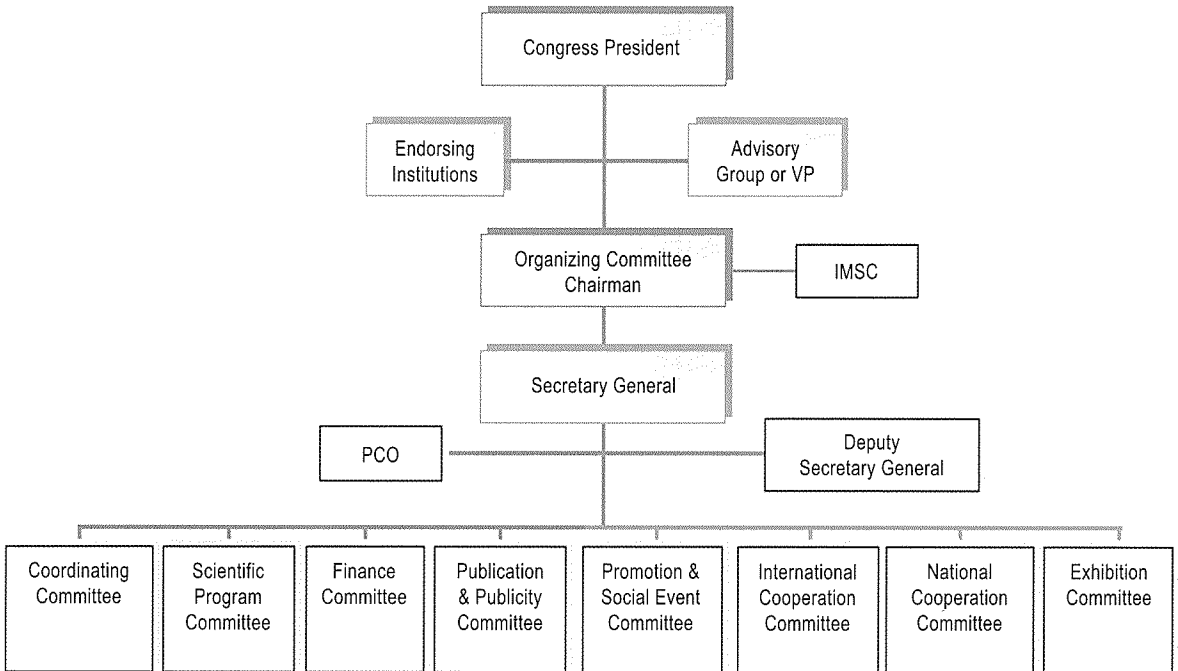 Congress President
Endorsing
Institutions
Advisory
Group or VP
Organizing Committee
Chairman
IMSC
Secretary General
PCO
Deputy
Secretary General
Coordinating
Committee
Scientific
Program
Committee
Finance
Committee
Publication
& Publicity
Committee
Promotion &
Social Event
Committee
International
Cooperation
Committee
National
Cooperation
Committee
Exhibition
Committee